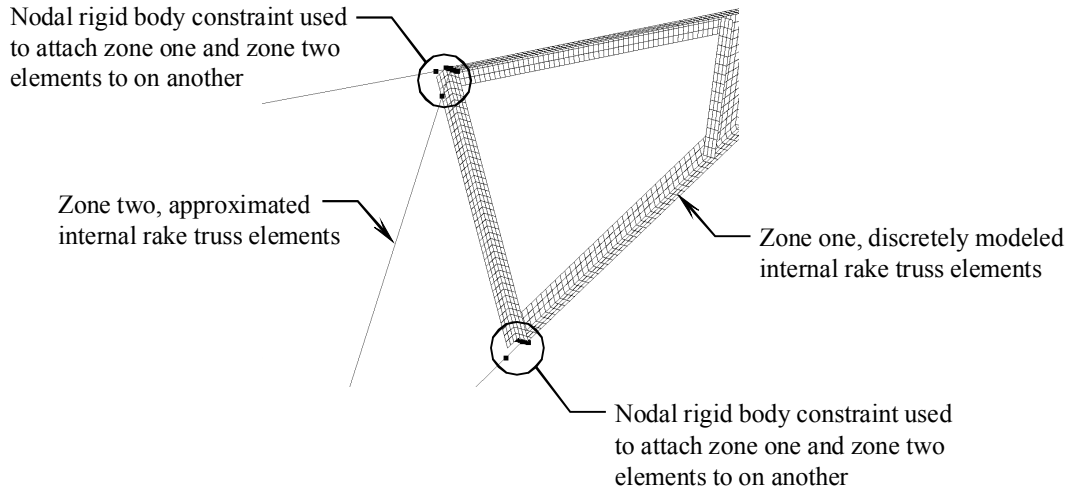 Nodal rigid body constraint used
to attach zone one and zone two
elements to on another
Zone two, approximated
internal rake truss elements
Zone one, discretely modeled
internal rake truss elements
Nodal rigid body constraint used
to attach zone one and zone two
elements to on another